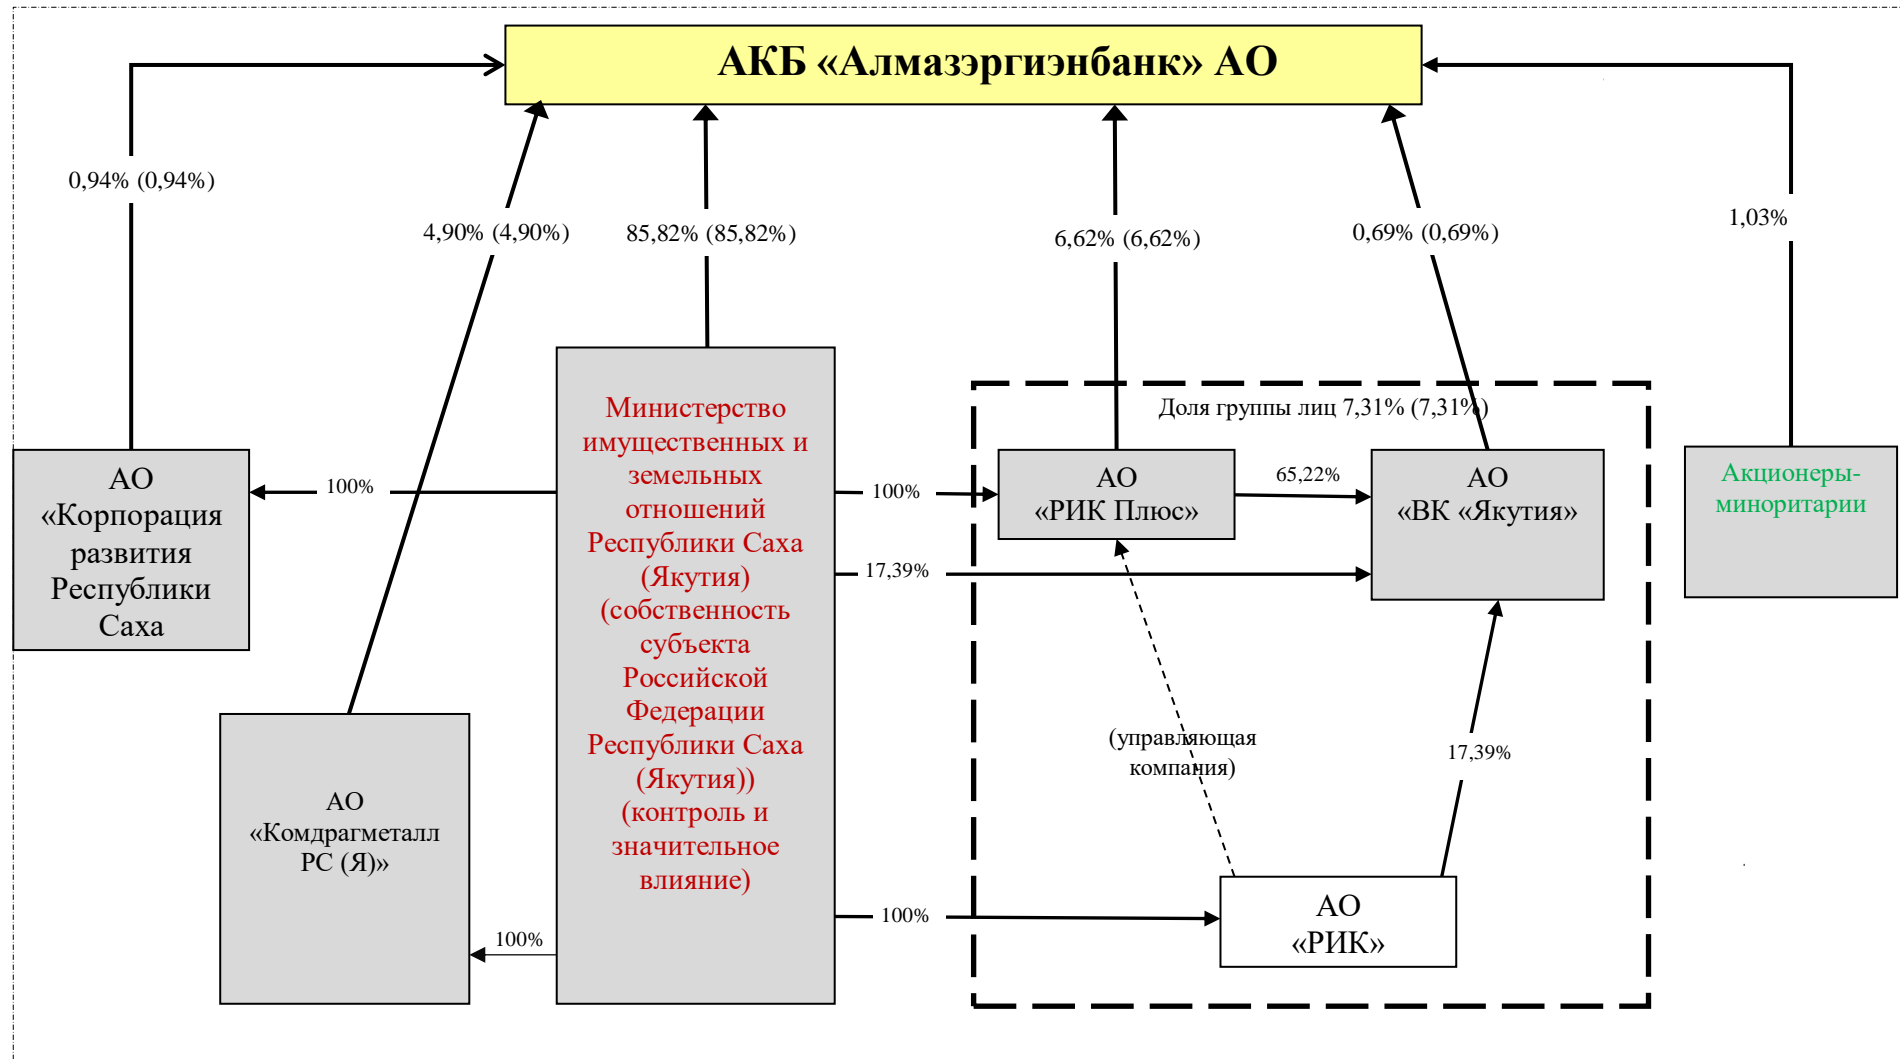 АКБ «Алмазэргиэнбанк» АО
0,94% (0,94%)
4,90% (4,90%)
85,82% (85,82%)
6,62% (6,62%)
0,69% (0,69%)
1,03%
Доля группы лиц 7,31% (7,31%)
АО
«Корпорация
развития
Республики
Саха
100%
Министерство
имущественных и
земельных
отношений
Республики Саха
(Якутия)
(собственность
субъекта
Российской
Федерации
Республики Саха
(Якутия))
(контроль и
значительное
влияние)
100%
АО
«РИК Плюс»
65,22%
АО
«ВК «Якутия»
Акционеры-
миноритарии
17,39%
(управляющая
компания)
17,39%
АО
«Комдрагметалл
РС (Я)»
100%
100%
АО
«РИК»